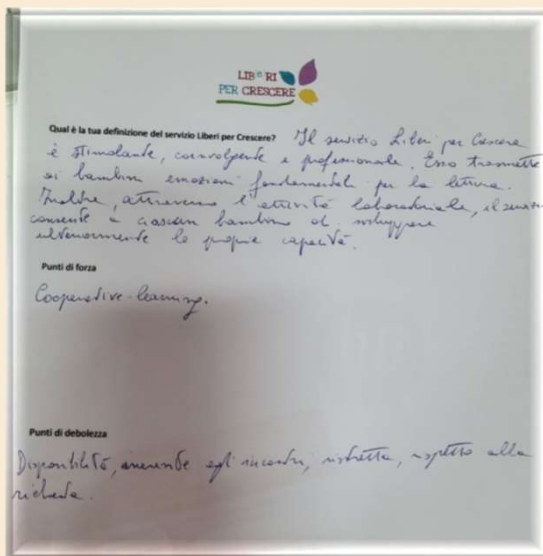 LIB e RI
PER CRESCERE
Qual è la tua definizione del servizio Liberi per Crescere? Il servizio Liberi per Crescere
è stimolante, coinvolgente e professionale. Esso trasmette
ai bambini emozioni fondamentali per la lettura.
Inoltre, attraverso l'attività laboratoriale, il servizio
consente a ciascun bambino di sviluppare
ulteriormente le proprie capacità.
Punti di forza
Cooperative-learning.
Punti di debolezza
Disponibilità, inerente agli incontri, ristretta, rispetto alla
richiesta.